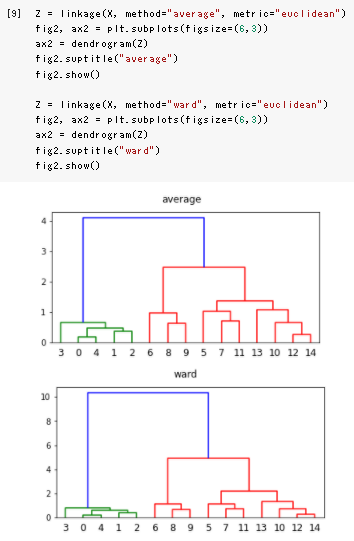 [9] Z = linkage(X, method="average", metric="euclidean")
fig2, ax2 = plt.subplots(figsize=(6,3))
ax2 = dendrogram(Z)
fig2.suptitle("average")
fig2.show()
Z = linkage(X, method="ward", metric="euclidean")
fig2, ax2 = plt.subplots(figsize=(6,3))
ax2 = dendrogram(Z)
fig2.suptitle("ward")
fig2.show()
average
4
3
2
1
0
3 0 4 1 2 6 8 9 5 7 11 13 10 12 14
ward
10
8
6
4
2
0
3 0 4 1 2 6 8 9 5 7 11 13 10 12 14